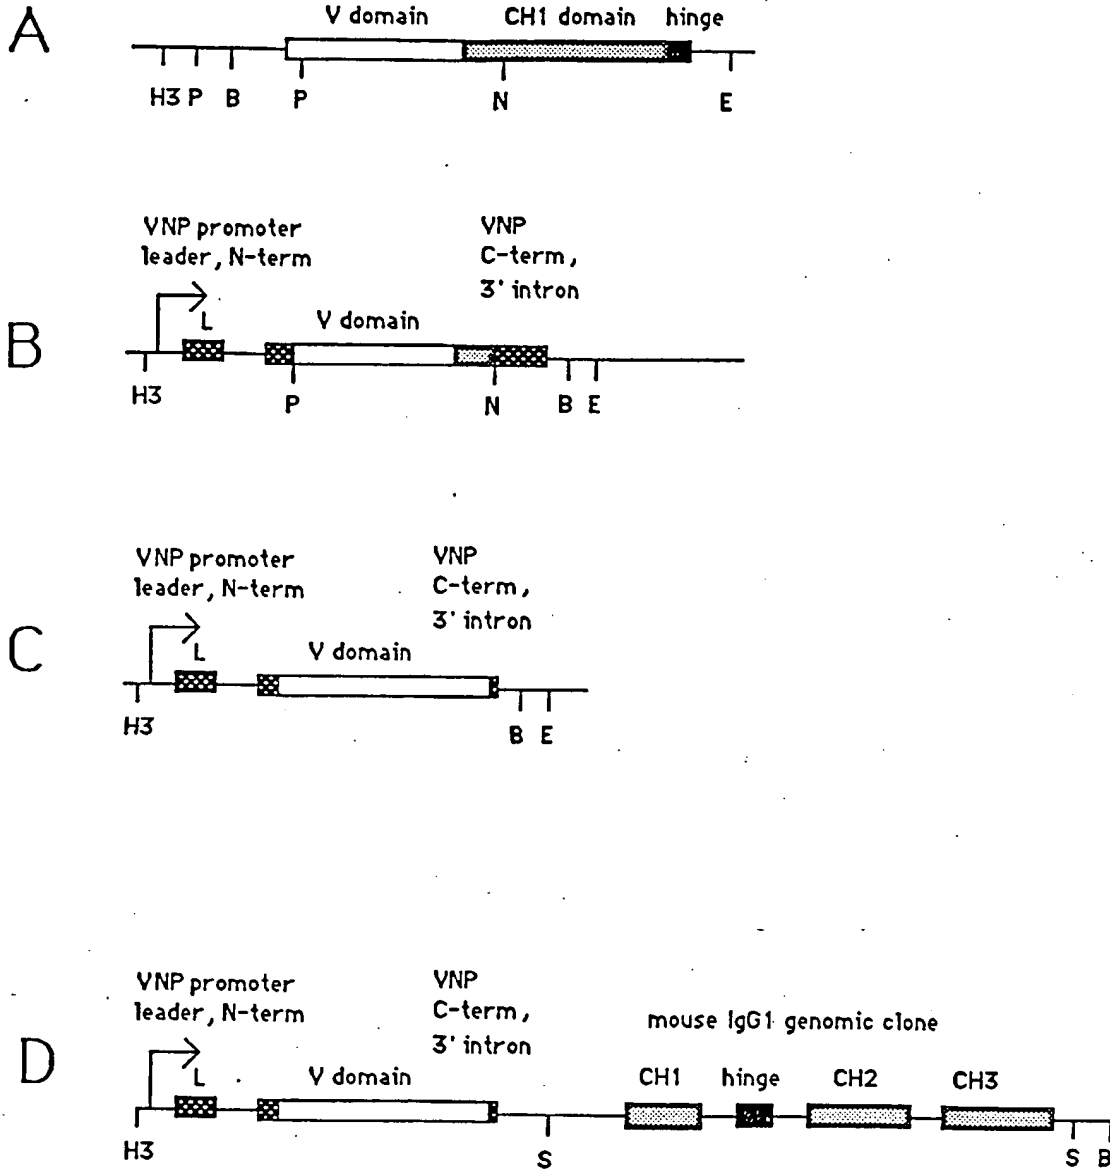 A
V domain CH1 domain hinge
H3 P B P N E
VNP promoter
leader, N-term
VNP
C-term,
3' intron
B
L
V domain
H3 P N B E
VNP promoter
leader, N-term
VNP
C-term,
3' intron
C
L
V domain
H3 B E
VNP promoter
leader, N-term
VNP
C-term,
3' intron
mouse IgG1 genomic clone
D
L
V domain CH1 hinge CH2 CH3
H3 S S B